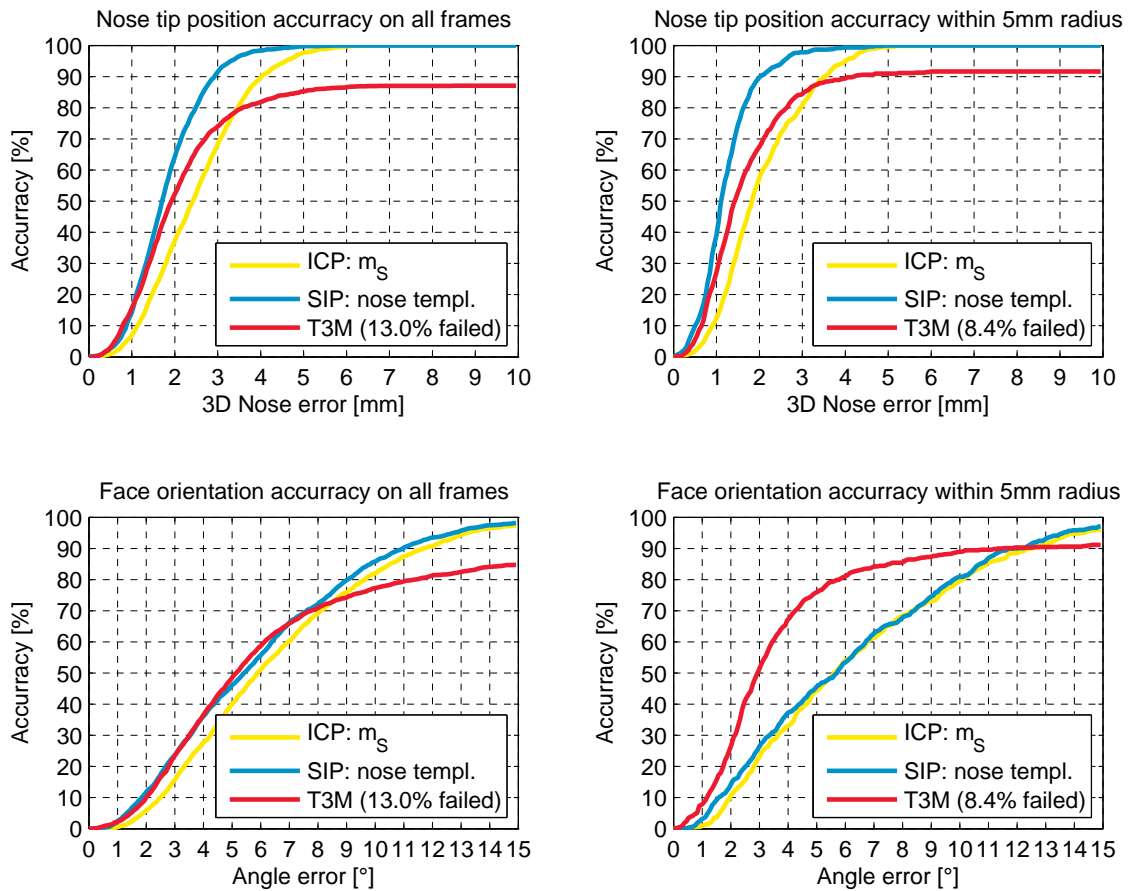 Nose tip position accurracy on all frames
100
90
80
70
60
50
40
30
20
10
0
Accurracy [%]
ICP: m_S
SIP: nose templ.
T3M (13.0% failed)
0 1 2 3 4 5 6 7 8 9 10
3D Nose error [mm]
Nose tip position accuracy within 5mm radius
100
90
80
70
60
50
40
30
20
10
0
Accurracy [%]
ICP: m_S
SIP: nose templ.
T3M (8.4% failed)
0 1 2 3 4 5 6 7 8 9 10
3D Nose error [mm]
Face orientation accurracy on all frames
100
90
80
70
60
50
40
30
20
10
0
Accurracy [%]
ICP: m_S
SIP: nose templ.
T3M (13.0% failed)
0 1 2 3 4 5 6 7 8 9 10 11 12 13 14 15
Angle error [°]
Face orientation accurracy within 5mm radius
100
90
80
70
60
50
40
30
20
10
0
Accurracy [%]
ICP: m_S
SIP: nose templ.
T3M (8.4% failed)
0 1 2 3 4 5 6 7 8 9 10 11 12 13 14 15
Angle error [°]